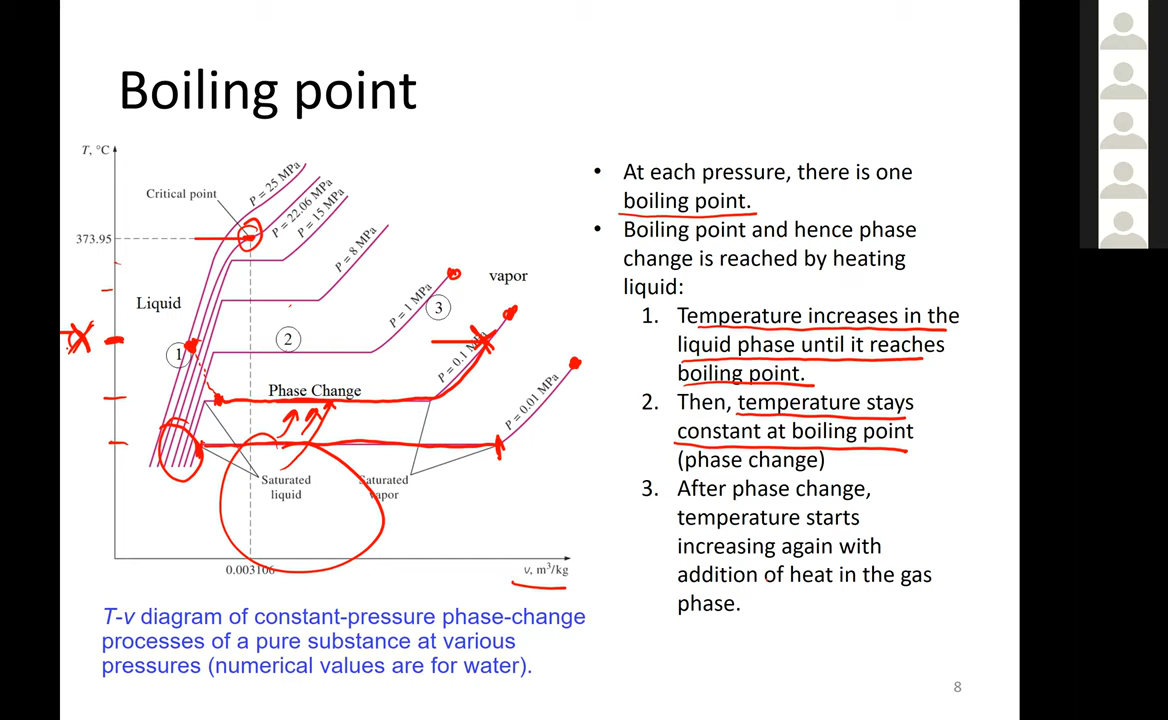 Boiling point
T, °C
Critical point
P = 25 MPa
P = 22.06 MPa
P = 15 MPa
P = 8 MPa
373.95
vapor
Liquid
P = 1 MPa
3
2
1
P = 0.1 MPa
Phase Change
P = 0.01 MPa
Saturated
liquid
Saturated
vapor
0.003106
v, m³/kg
T-v diagram of constant-pressure phase-change
processes of a pure substance at various
pressures (numerical values are for water).
• At each pressure, there is one
boiling point.
• Boiling point and hence phase
change is reached by heating
liquid:
1. Temperature increases in the
liquid phase until it reaches
boiling point.
2. Then, temperature stays
constant at boiling point
(phase change)
3. After phase change,
temperature starts
increasing again with
addition of heat in the gas
phase.
8